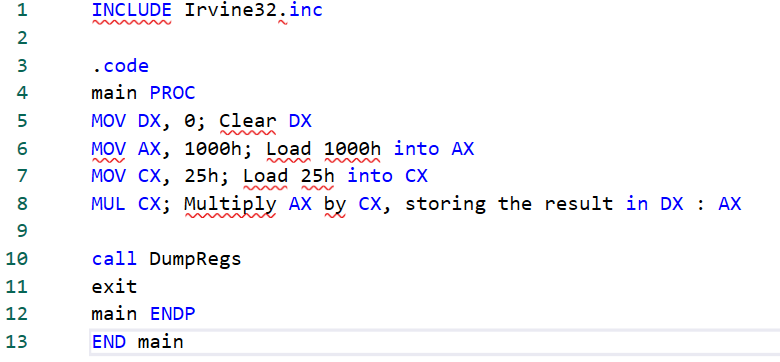 1 INCLUDE Irvine32.inc
2
3 .code
4 main PROC
5 MOV DX, 0; Clear DX
6 MOV AX, 1000h; Load 1000h into AX
7 MOV CX, 25h; Load 25h into CX
8 MUL CX; Multiply AX by CX, storing the result in DX : AX
9
10 call DumpRegs
11 exit
12 main ENDP
13 END main